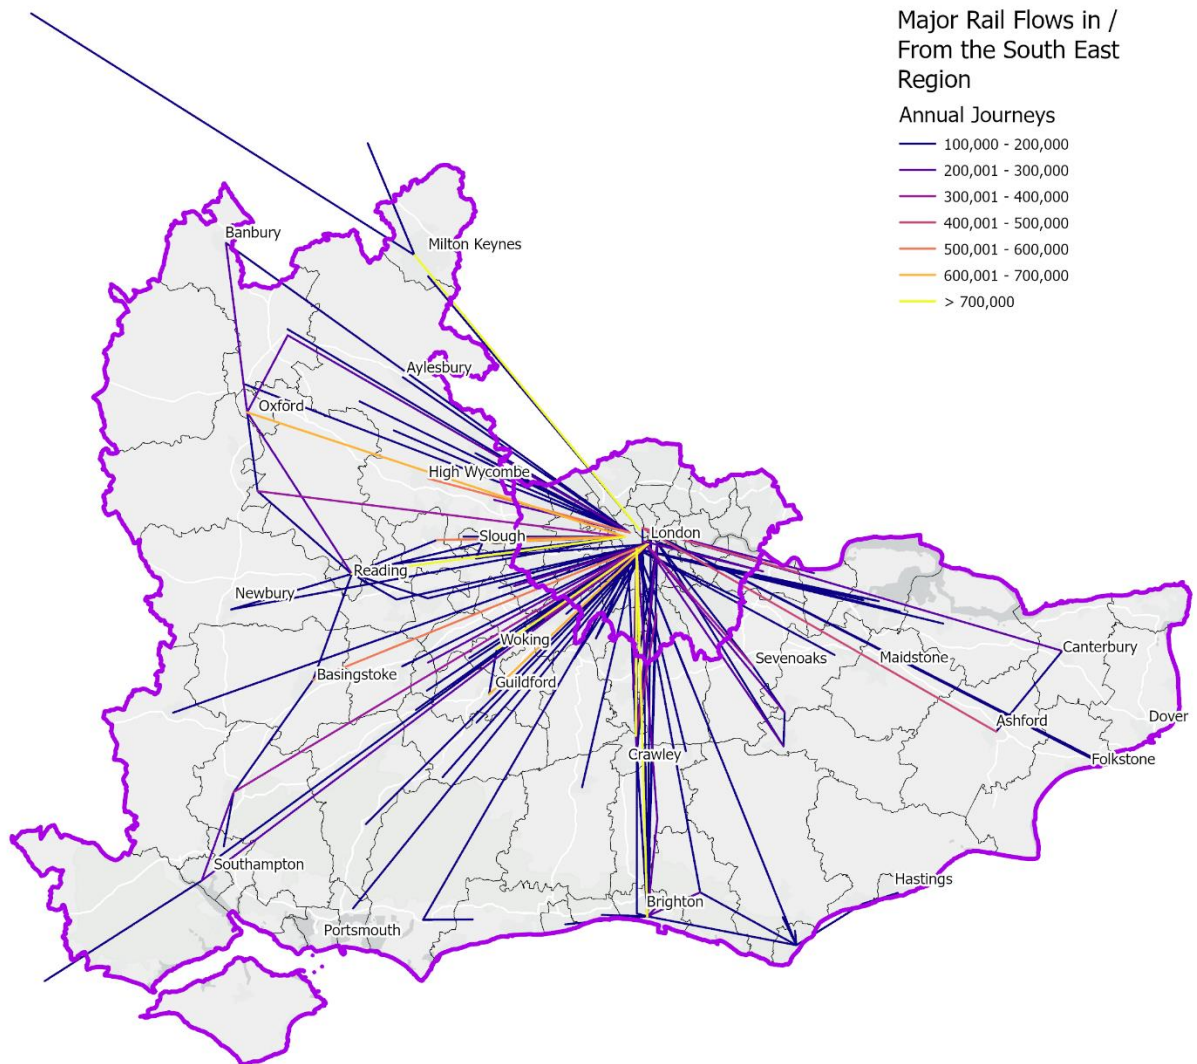 Major Rail Flows in /
From the South East
Region
Annual Journeys
100,000 - 200,000
200,001 - 300,000
300,001 - 400,000
400,001 - 500,000
500,001 - 600,000
600,001 - 700,000
> 700,000
Banbury
Milton Keynes
Aylesbury
Oxford
High Wycombe
London
Slough
Reading
Newbury
Woking
Sevenoaks
Maidstone
Canterbury
Basingstoke
Guildford
Ashford
Dover
Crawley
Folkstone
Southampton
Hastings
Brighton
Portsmouth